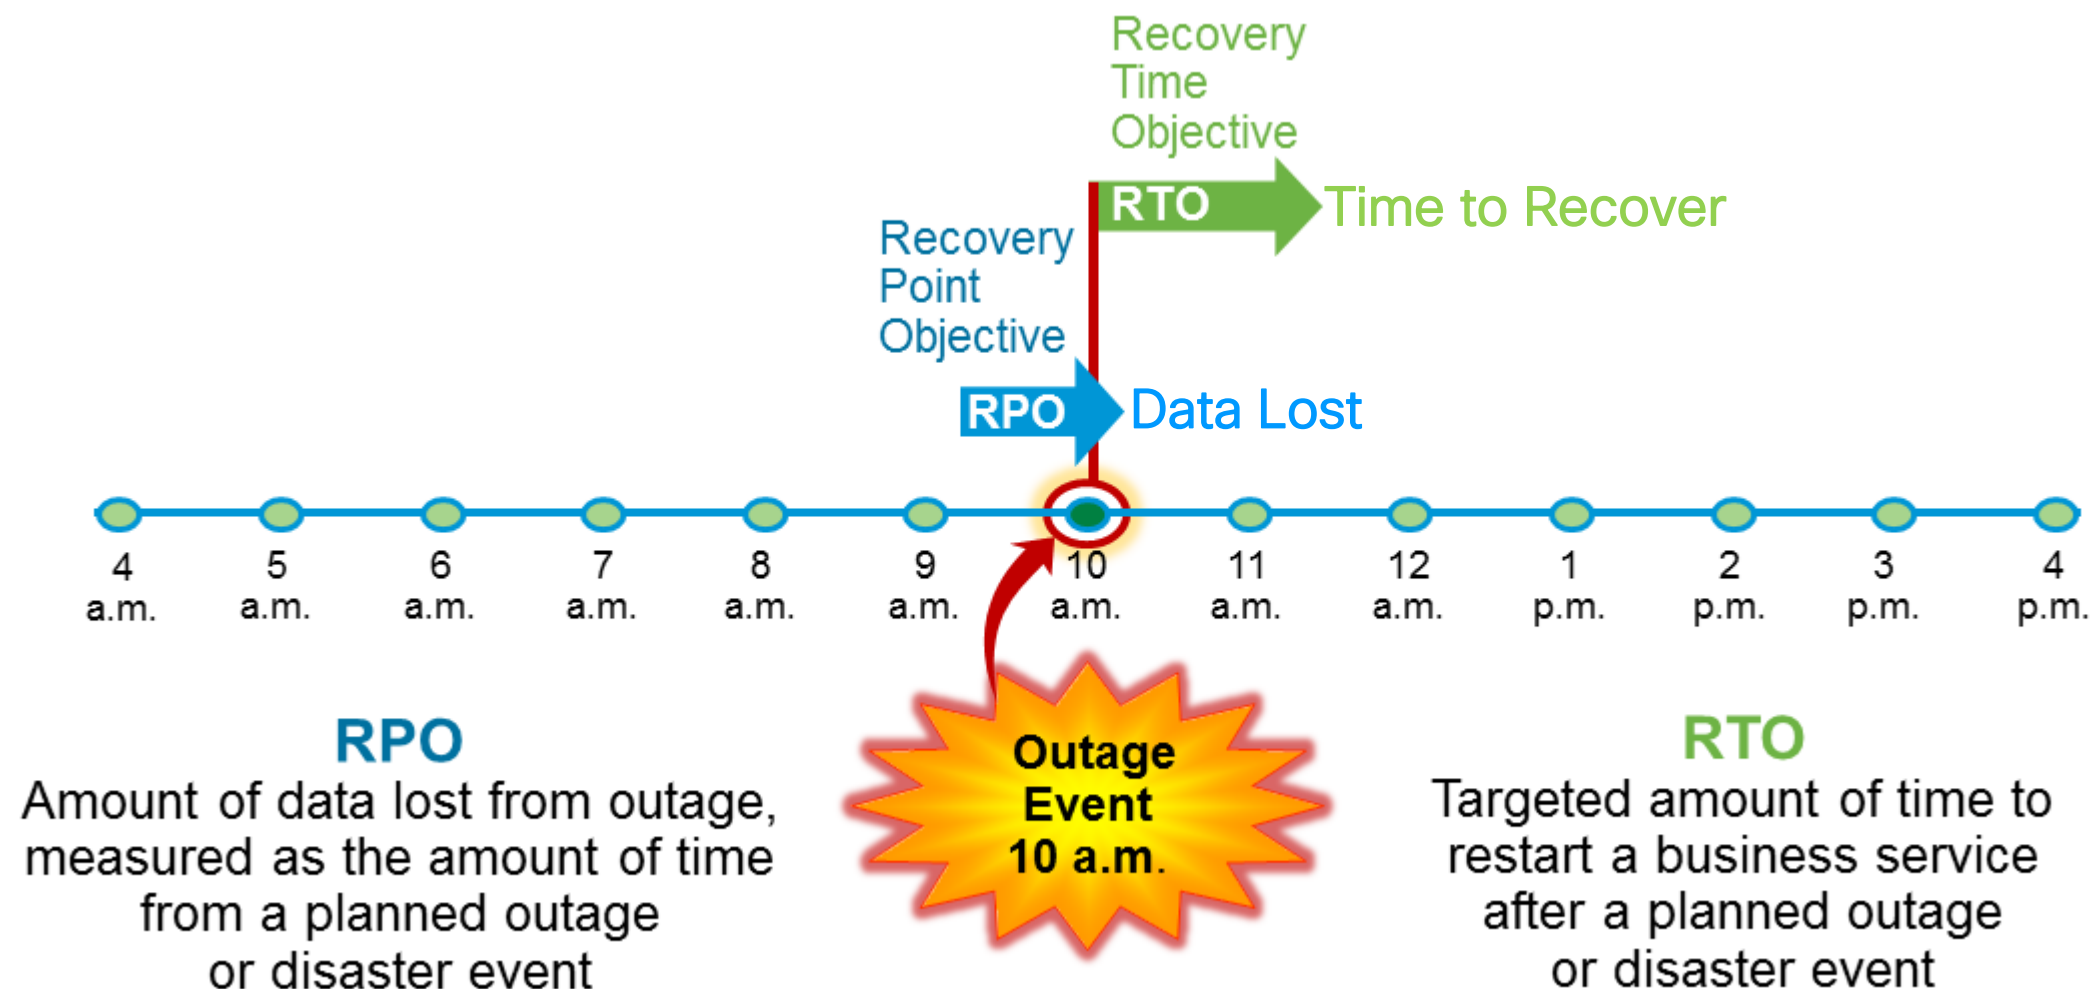 Recovery
Time
Objective
RTO
Time to Recover
Recovery
Point
Objective
RPO
Data Lost
4 5 6 7 8 9 10 11 12 1 2 3 4
a.m. a.m. a.m. a.m. a.m. a.m. a.m. a.m. a.m. p.m. p.m. p.m. p.m.
RPO
Amount of data lost from outage,
measured as the amount of time
from a planned outage
or disaster event
Outage
Event
10 a.m.
RTO
Targeted amount of time to
restart a business service
after a planned outage
or disaster event